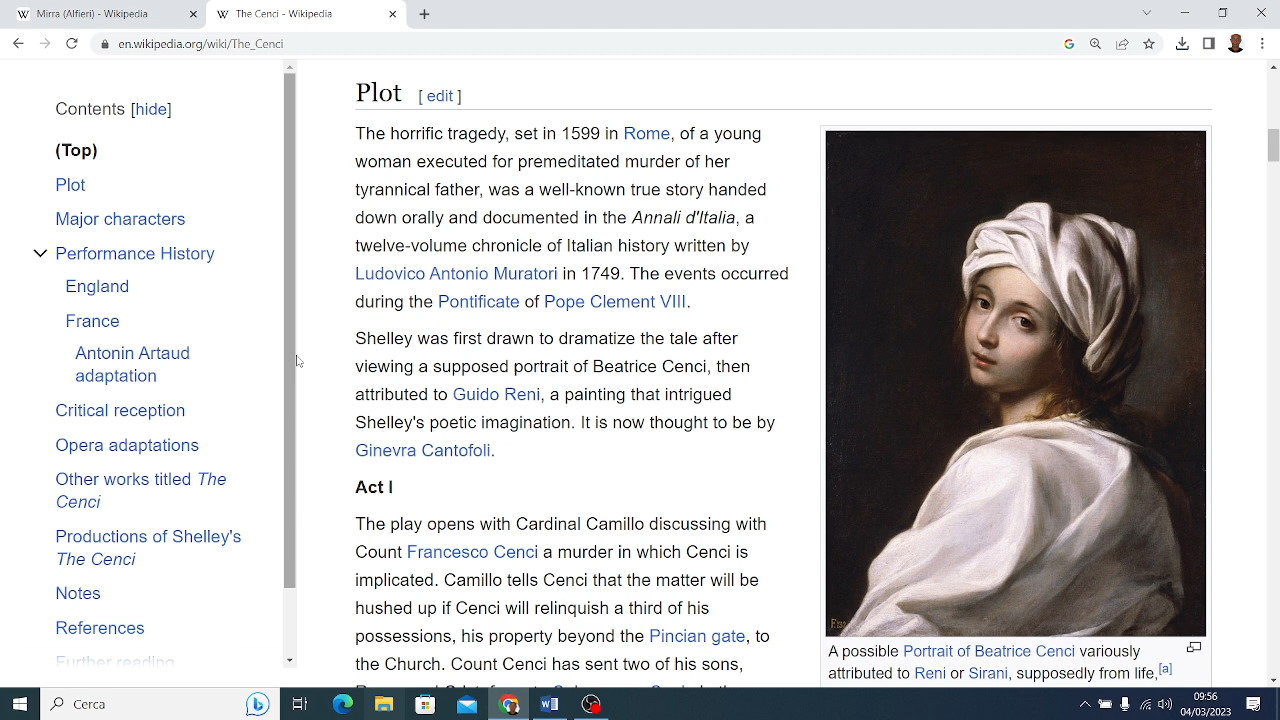 Mirra (Alfieri) - Wikipedia
The Cenci - Wikipedia
en.wikipedia.org/wiki/The_Cenci
Contents [hide]
(Top)
Plot
Major characters
Performance History
England
France
Antonin Artaud
adaptation
Critical reception
Opera adaptations
Other works titled The
Cenci
Productions of Shelley's
The Cenci
Notes
References
Further reading
Plot [ edit ]
The horrific tragedy, set in 1599 in Rome, of a young
woman executed for premeditated murder of her
tyrannical father, was a well-known true story handed
down orally and documented in the Annali d'Italia, a
twelve-volume chronicle of Italian history written by
Ludovico Antonio Muratori in 1749. The events occurred
during the Pontificate of Pope Clement VIII.
Shelley was first drawn to dramatize the tale after
viewing a supposed portrait of Beatrice Cenci, then
attributed to Guido Reni, a painting that intrigued
Shelley's poetic imagination. It is now thought to be by
Ginevra Cantofoli.
Act I
The play opens with Cardinal Camillo discussing with
Count Francesco Cenci a murder in which Cenci is
implicated. Camillo tells Cenci that the matter will be
hushed up if Cenci will relinquish a third of his
possessions, his property beyond the Pincian gate, to
the Church. Count Cenci has sent two of his sons,
A possible Portrait of Beatrice Cenci variously
attributed to Reni or Sirani, supposedly from life,[a]
Cerca
09:56
04/03/2023